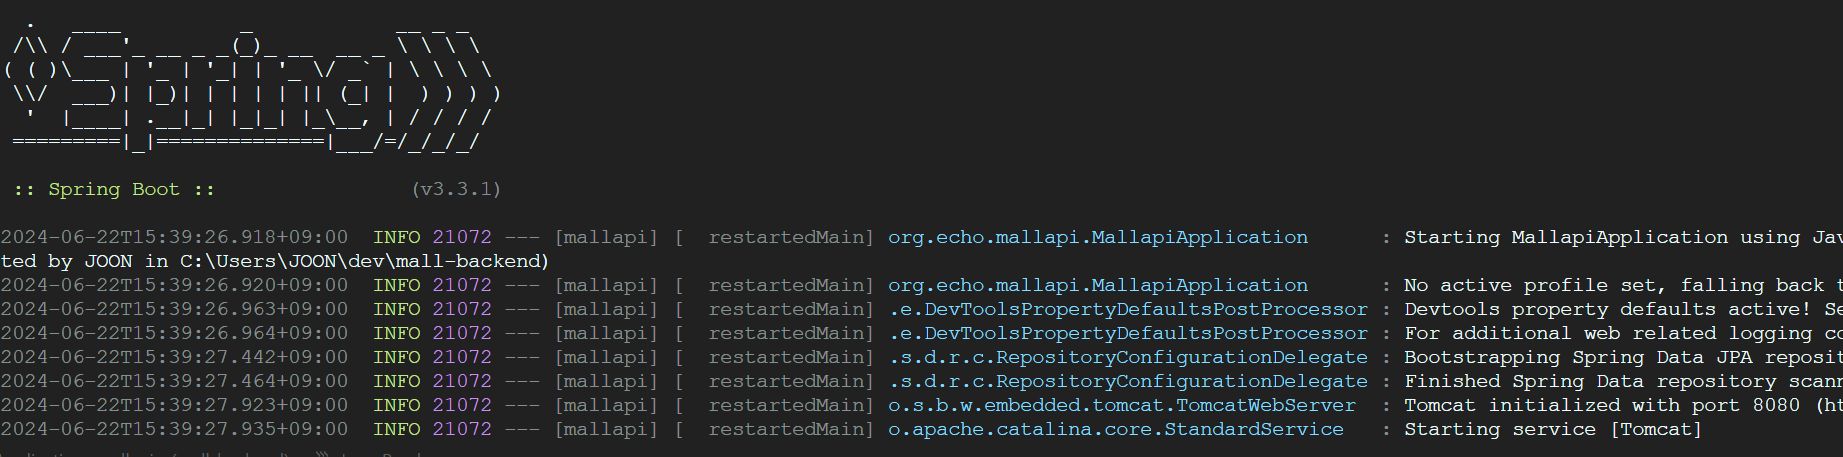 .   ____          _            __ _ _
 /\\ / ___'_ __ _ _(_)_ __  __ _ \ \ \ \
( ( )\___ | '_ | '_| | '_ \/ _` | \ \ \ \
 \\/  ___)| |_)| | | | | || (_| |  ) ) ) )
  '  |____| .__|_| |_|_| |_\__, | / / / /
 =========|_|==============|___/=/_/_/_/
 :: Spring Boot ::                (v3.3.1)
2024-06-22T15:39:26.918+09:00  INFO 21072 --- [mallapi] [  restartedMain] org.echo.mallapi.MallapiApplication      : Starting MallapiApplication using Jav
ted by JOON in C:\Users\JOON\dev\mall-backend)
2024-06-22T15:39:26.920+09:00  INFO 21072 --- [mallapi] [  restartedMain] org.echo.mallapi.MallapiApplication      : No active profile set, falling back t
2024-06-22T15:39:26.963+09:00  INFO 21072 --- [mallapi] [  restartedMain] .e.DevToolsPropertyDefaultsPostProcessor : Devtools property defaults active! Se
2024-06-22T15:39:26.964+09:00  INFO 21072 --- [mallapi] [  restartedMain] .e.DevToolsPropertyDefaultsPostProcessor : For additional web related logging co
2024-06-22T15:39:27.442+09:00  INFO 21072 --- [mallapi] [  restartedMain] .s.d.r.c.RepositoryConfigurationDelegate : Bootstrapping Spring Data JPA reposit
2024-06-22T15:39:27.464+09:00  INFO 21072 --- [mallapi] [  restartedMain] .s.d.r.c.RepositoryConfigurationDelegate : Finished Spring Data repository scann
2024-06-22T15:39:27.923+09:00  INFO 21072 --- [mallapi] [  restartedMain] o.s.b.w.embedded.tomcat.TomcatWebServer  : Tomcat initialized with port 8080 (ht
2024-06-22T15:39:27.935+09:00  INFO 21072 --- [mallapi] [  restartedMain] o.apache.catalina.core.StandardService   : Starting service [Tomcat]